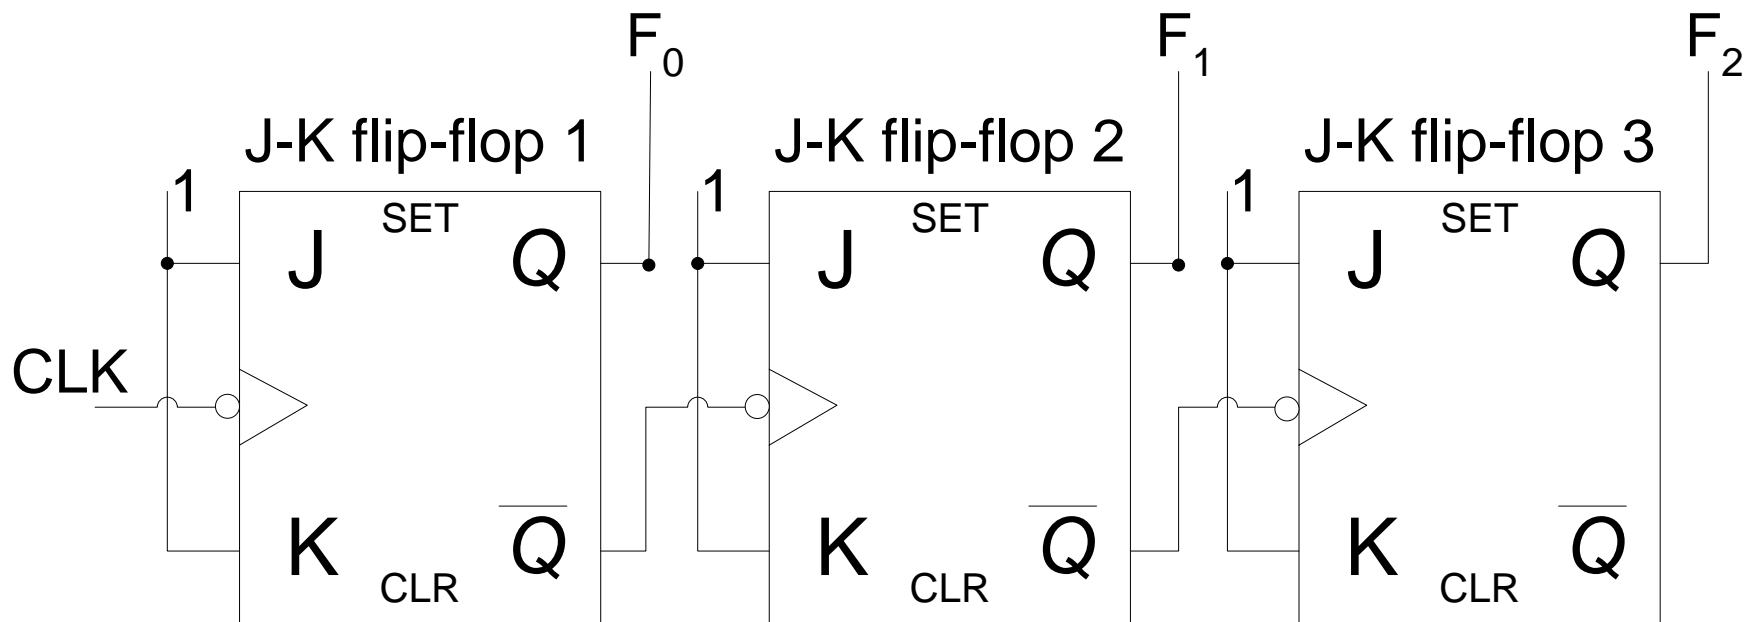 F0 F1 F2
J-K flip-flop 1 J-K flip-flop 2 J-K flip-flop 3
1 1 1
SET SET SET
J Q J Q J Q
CLK
K Q̅ K Q̅ K Q̅
CLR CLR CLR